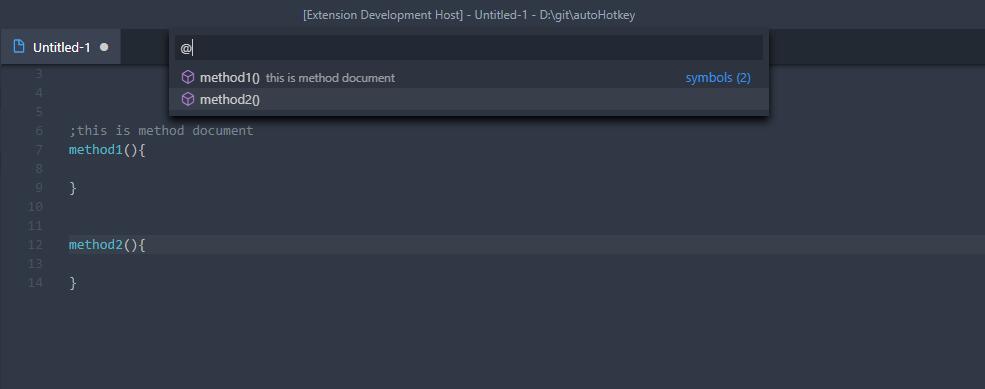 [Extension Development Host] - Untitled-1 - D:\git\autoHotkey
Untitled-1
@
method1() this is method document symbols (2)
method2()
3
4
5
6 ;this is method document
7 method1(){
8
9 }
10
11
12 method2(){
13
14 }